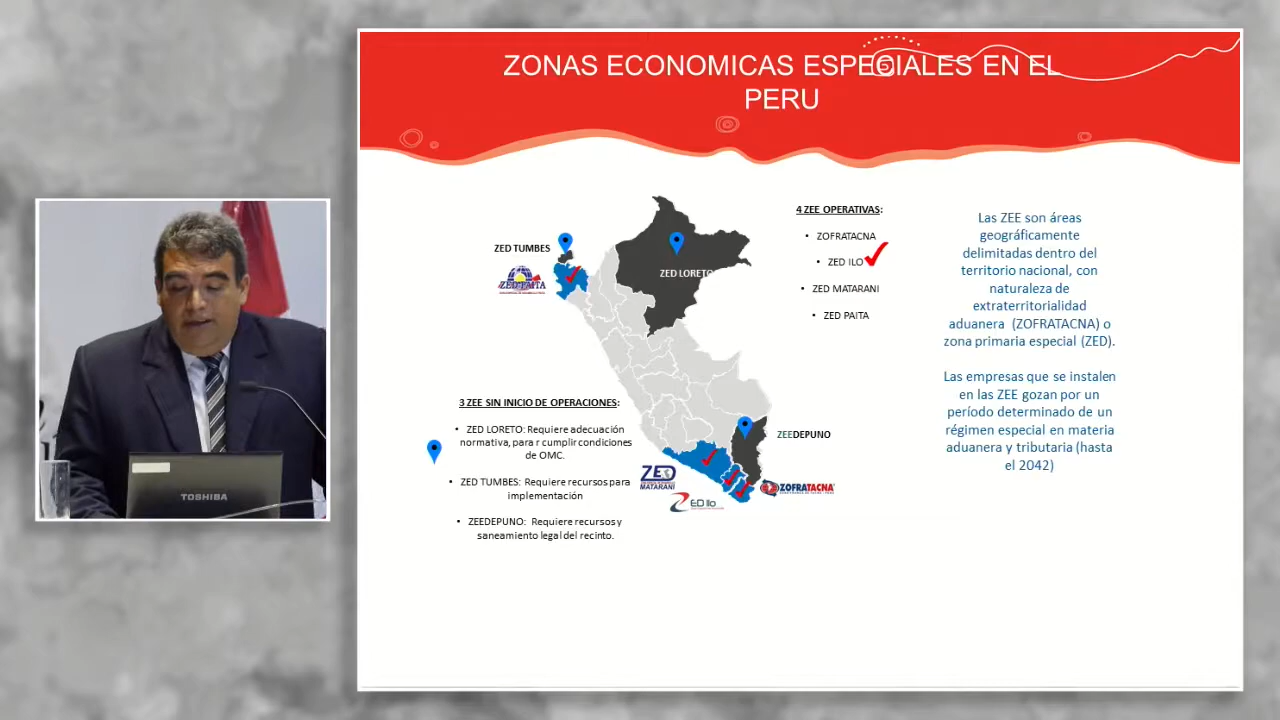 ZONAS ECONOMICAS ESPECIALES EN EL
PERU
ZED TUMBES
ZED PAITA
ZED LORETO
4 ZEE OPERATIVAS:
• ZOFRATACNA
• ZED ILO
• ZED MATARANI
• ZED PAITA
Las ZEE son áreas
geográficamente
delimitadas dentro del
territorio nacional, con
naturaleza de
extraterritorialidad
aduanera (ZOFRATACNA) o
zona primaria especial (ZED).
Las empresas que se instalen
en las ZEE gozan por un
período determinado de un
régimen especial en materia
aduanera y tributaria (hasta
el 2042)
3 ZEE SIN INICIO DE OPERACIONES:
• ZED LORETO: Requiere adecuación
normativa, para r cumplir condiciones
de OMC.
• ZED TUMBES: Requiere recursos para
implementación
• ZEEDEPUNO: Requiere recursos y
saneamiento legal del recinto.
ZEEDEPUNO
ZED
MATARANI
ZED Ilo
ZOFRATACNA
TOSHIBA